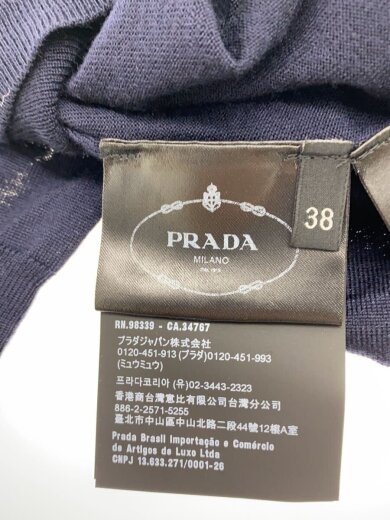 PRADA
MILANO
DAL 1913
38
RN.98339 - CA.34767
プラダジャパン株式会社
0120-451-913 (プラダ) 0120-451-993
(ミュウミュウ)
프라다코리아 (유)02-3443-2323
香港商台灣意比有限公司台灣分公司
886-2-2571-5255
臺北市中山區中山北路二段44號12樓A室
Prada Brasil Importação e Comércio
de Artigos de Luxo Ltda
CNPJ 13.633.271/0001-26